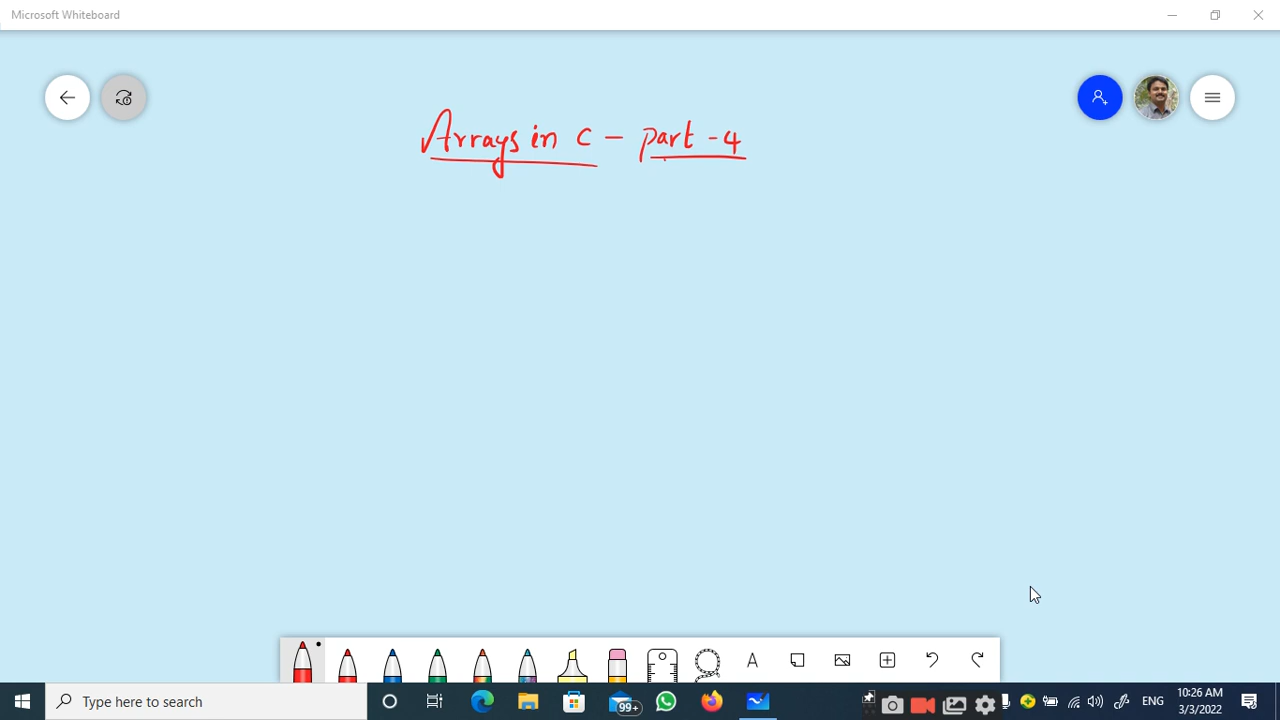 Microsoft Whiteboard
Arrays in C - part -4
A
Type here to search
99+
ENG
10:26 AM
3/3/2022